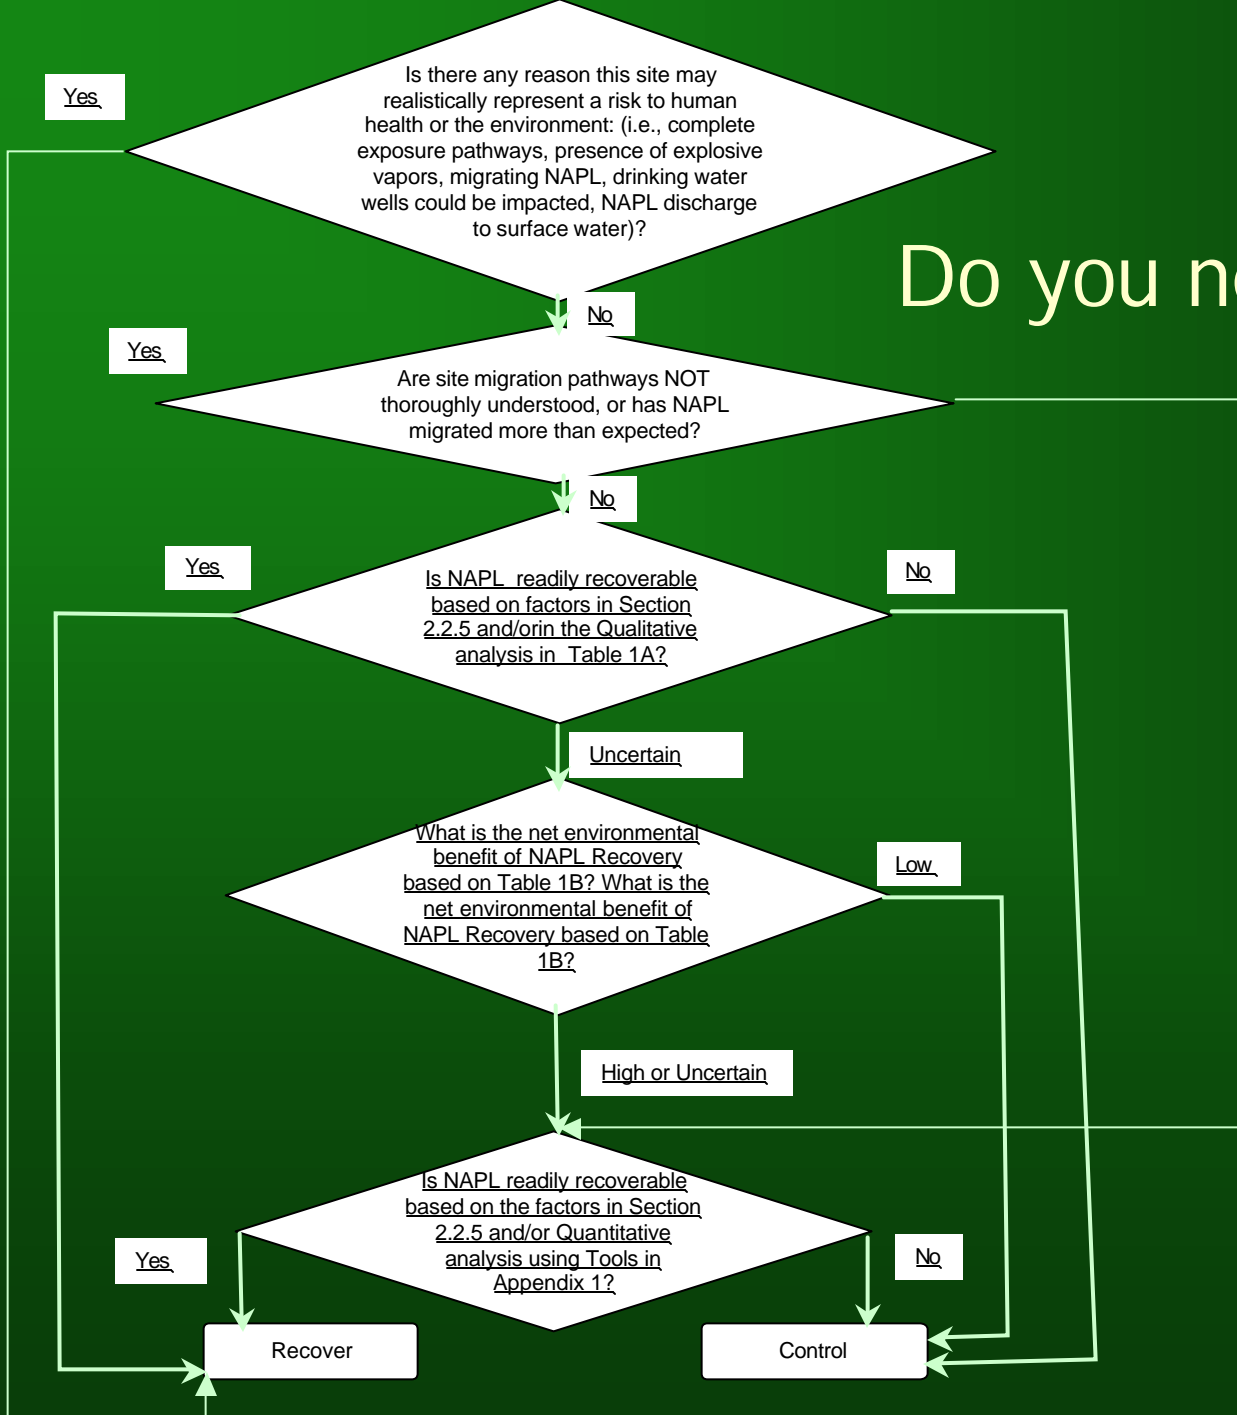 Is there any reason this site may
realistically represent a risk to human
health or the environment: (i.e., complete
exposure pathways, presence of explosive
vapors, migrating NAPL, drinking water
wells could be impacted, NAPL discharge
to surface water)?
Yes
Do you ne
No
Yes
Are site migration pathways NOT
thoroughly understood, or has NAPL
migrated more than expected?
No
Yes
No
Is NAPL  readily recoverable
based on factors in Section
2.2.5 and/orin the Qualitative
analysis in  Table 1A?
Uncertain
What is the net environmental
benefit of NAPL Recovery
based on Table 1B? What is the
net environmental benefit of
NAPL Recovery based on Table
1B?
Low
High or Uncertain
Is NAPL readily recoverable
based on the factors in Section
2.2.5 and/or Quantitative
analysis using Tools in
Appendix 1?
Yes
No
Recover
Control